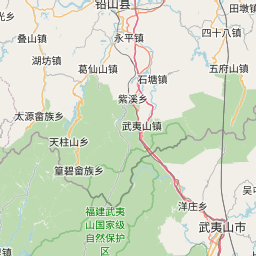 铅山县
田墩镇
叠山镇
永平镇
四十八镇
湖坊镇
葛仙山镇
石塘镇
五府山镇
紫溪乡
太源畲族乡
武夷山镇
天柱山乡
篁碧畲族乡
洋庄乡
福建武夷
山国家级
自然保护
区
武夷山市